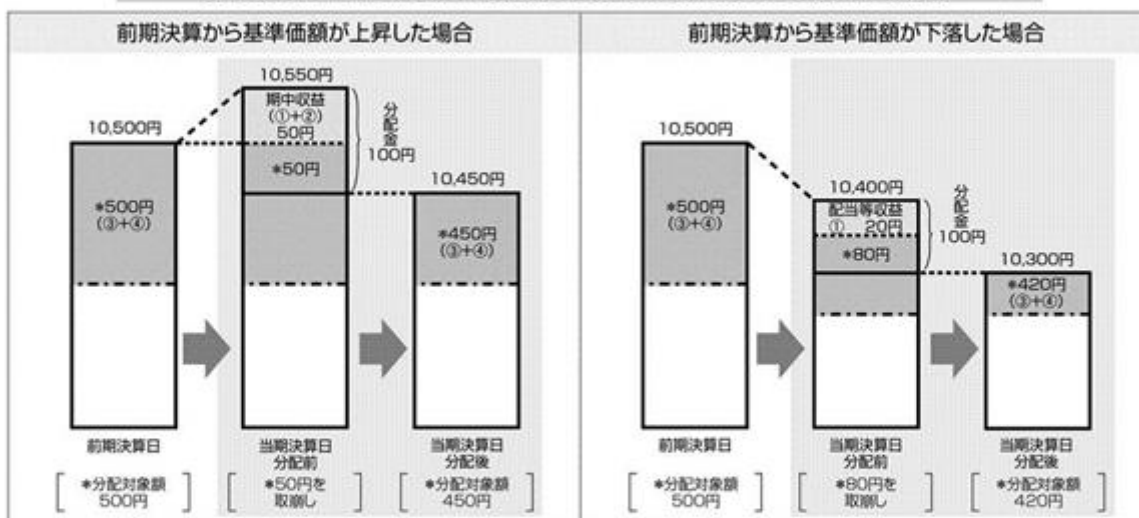 前期決算から基準価額が上昇した場合
10,550円
期中収益
(①+②)
50円
分配金
100円
10,500円
*50円
10,450円
*500円
(③+④)
*450円
(③+④)
前期決算日
当期決算日
分配前
当期決算日
分配後
*分配対象額
500円
*50円を
取崩し
*分配対象額
450円
前期決算から基準価額が下落した場合
10,500円
10,400円
配当等収益
① 20円
分配金
100円
*500円
(③+④)
*80円
10,300円
*420円
(③+④)
前期決算日
当期決算日
分配前
当期決算日
分配後
*分配対象額
500円
*80円を
取崩し
*分配対象額
420円